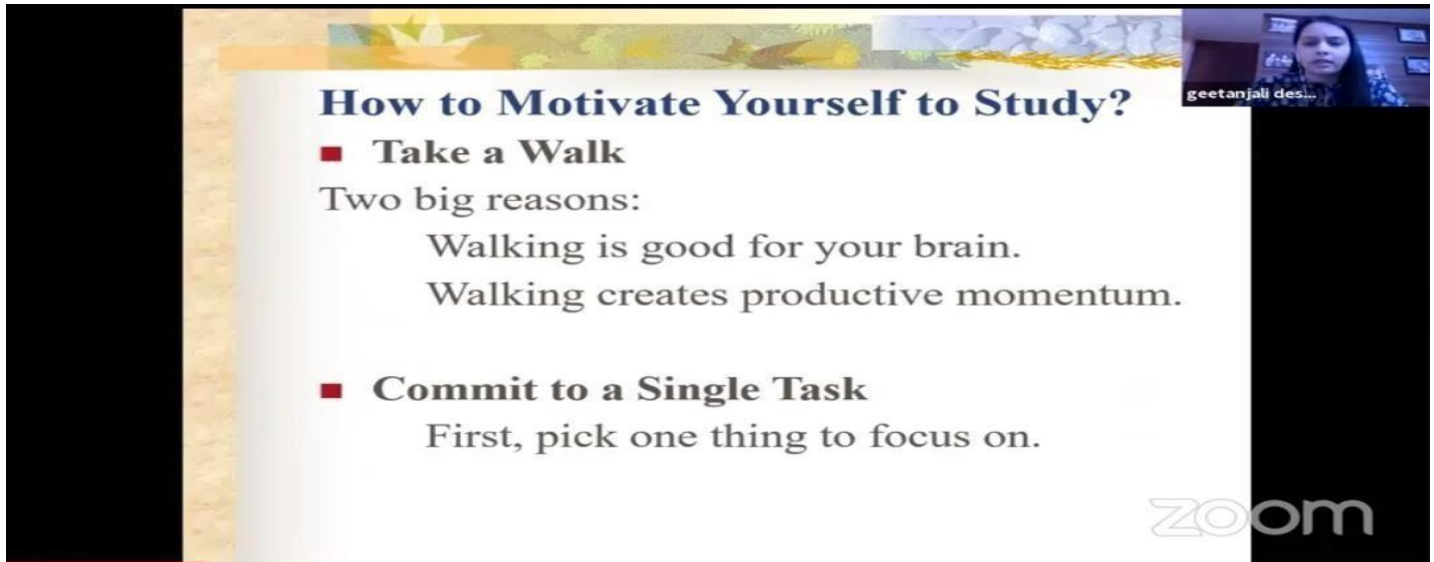 How to Motivate Yourself to Study?
Take a Walk
Two big reasons:
Walking is good for your brain.
Walking creates productive momentum.
Commit to a Single Task
First, pick one thing to focus on.
geetanjali des...
zoom